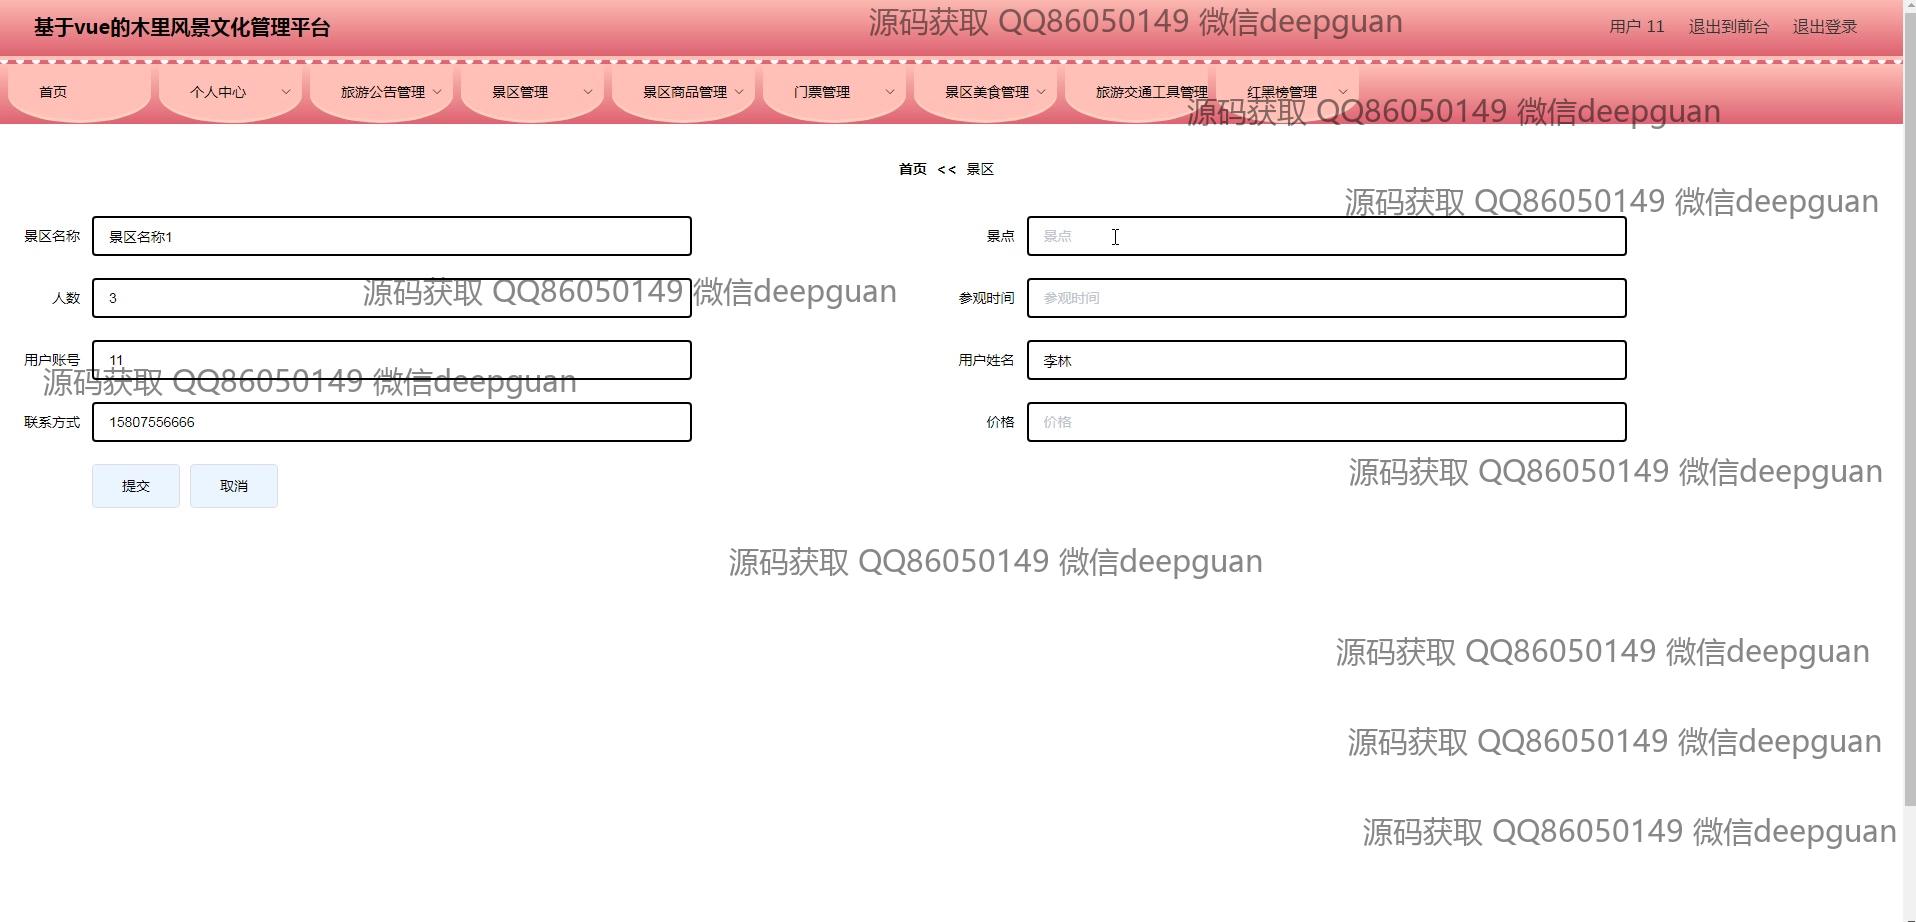 基于vue的木里风景文化管理平台
源码获取 QQ86050149 微信deepguan
用户 11 退出到前台 退出登录
首页 个人中心 旅游公告管理 景区管理 景区商品管理 门票管理 景区美食管理 旅游交通工具管理 红黑榜管理
源码获取 QQ86050149 微信deepguan
首页 << 景区
源码获取 QQ86050149 微信deepguan
景区名称 景区名称1 景点 景点
人数 3 参观时间 参观时间
源码获取 QQ86050149 微信deepguan
用户账号 11 用户姓名 李林
源码获取 QQ86050149 微信deepguan
联系方式 15807556666 价格 价格
源码获取 QQ86050149 微信deepguan
提交 取消
源码获取 QQ86050149 微信deepguan
源码获取 QQ86050149 微信deepguan
源码获取 QQ86050149 微信deepguan
源码获取 QQ86050149 微信deepguan